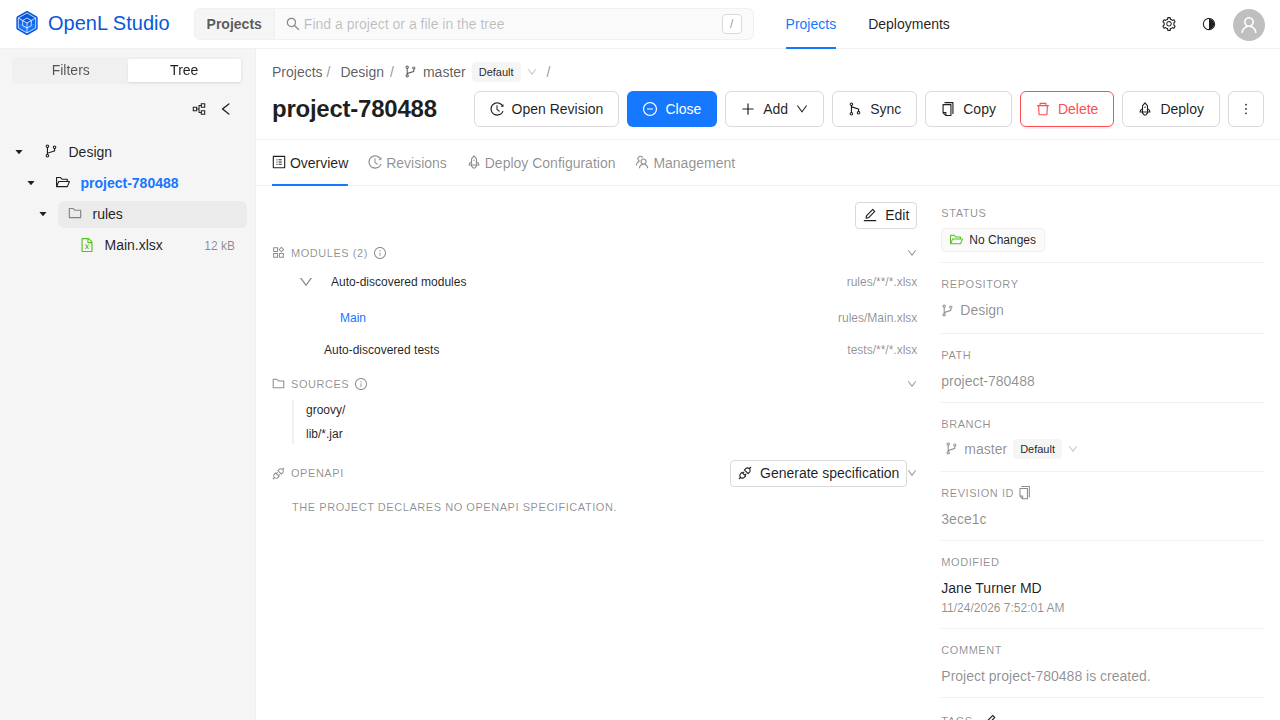 OpenL Studio
Projects
Find a project or a file in the tree
/
Projects
Deployments
Filters
Tree
Design
project-780488
rules
Main.xlsx
12 kB
Projects / Design / master Default /
project-780488
Open Revision
Close
Add
Sync
Copy
Delete
Deploy
Overview
Revisions
Deploy Configuration
Management
Edit
MODULES (2)
Auto-discovered modules
rules/**/*.xlsx
Main
rules/Main.xlsx
Auto-discovered tests
tests/**/*.xlsx
SOURCES
groovy/
lib/*.jar
OPENAPI
Generate specification
THE PROJECT DECLARES NO OPENAPI SPECIFICATION.
STATUS
No Changes
REPOSITORY
Design
PATH
project-780488
BRANCH
master Default
REVISION ID
3ece1c
MODIFIED
Jane Turner MD
11/24/2026 7:52:01 AM
COMMENT
Project project-780488 is created.
TAGS